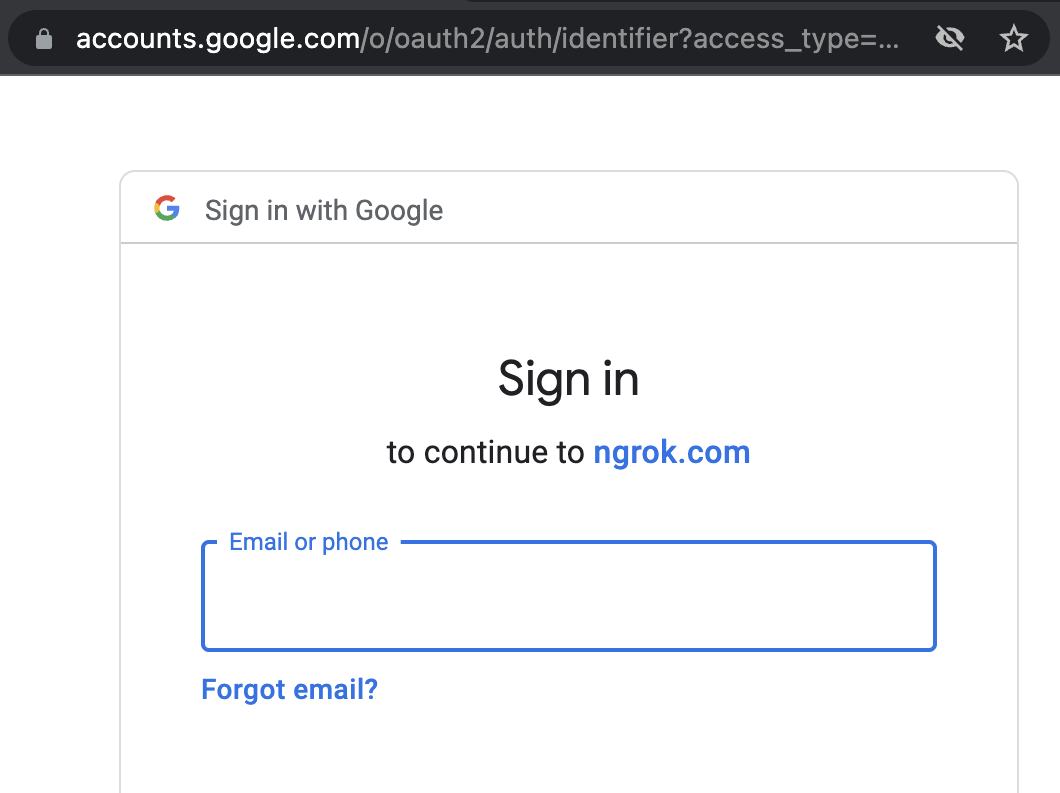 accounts.google.com/o/oauth2/auth/identifier?access_type=...
Sign in with Google
Sign in
to continue to ngrok.com
Email or phone
Forgot email?